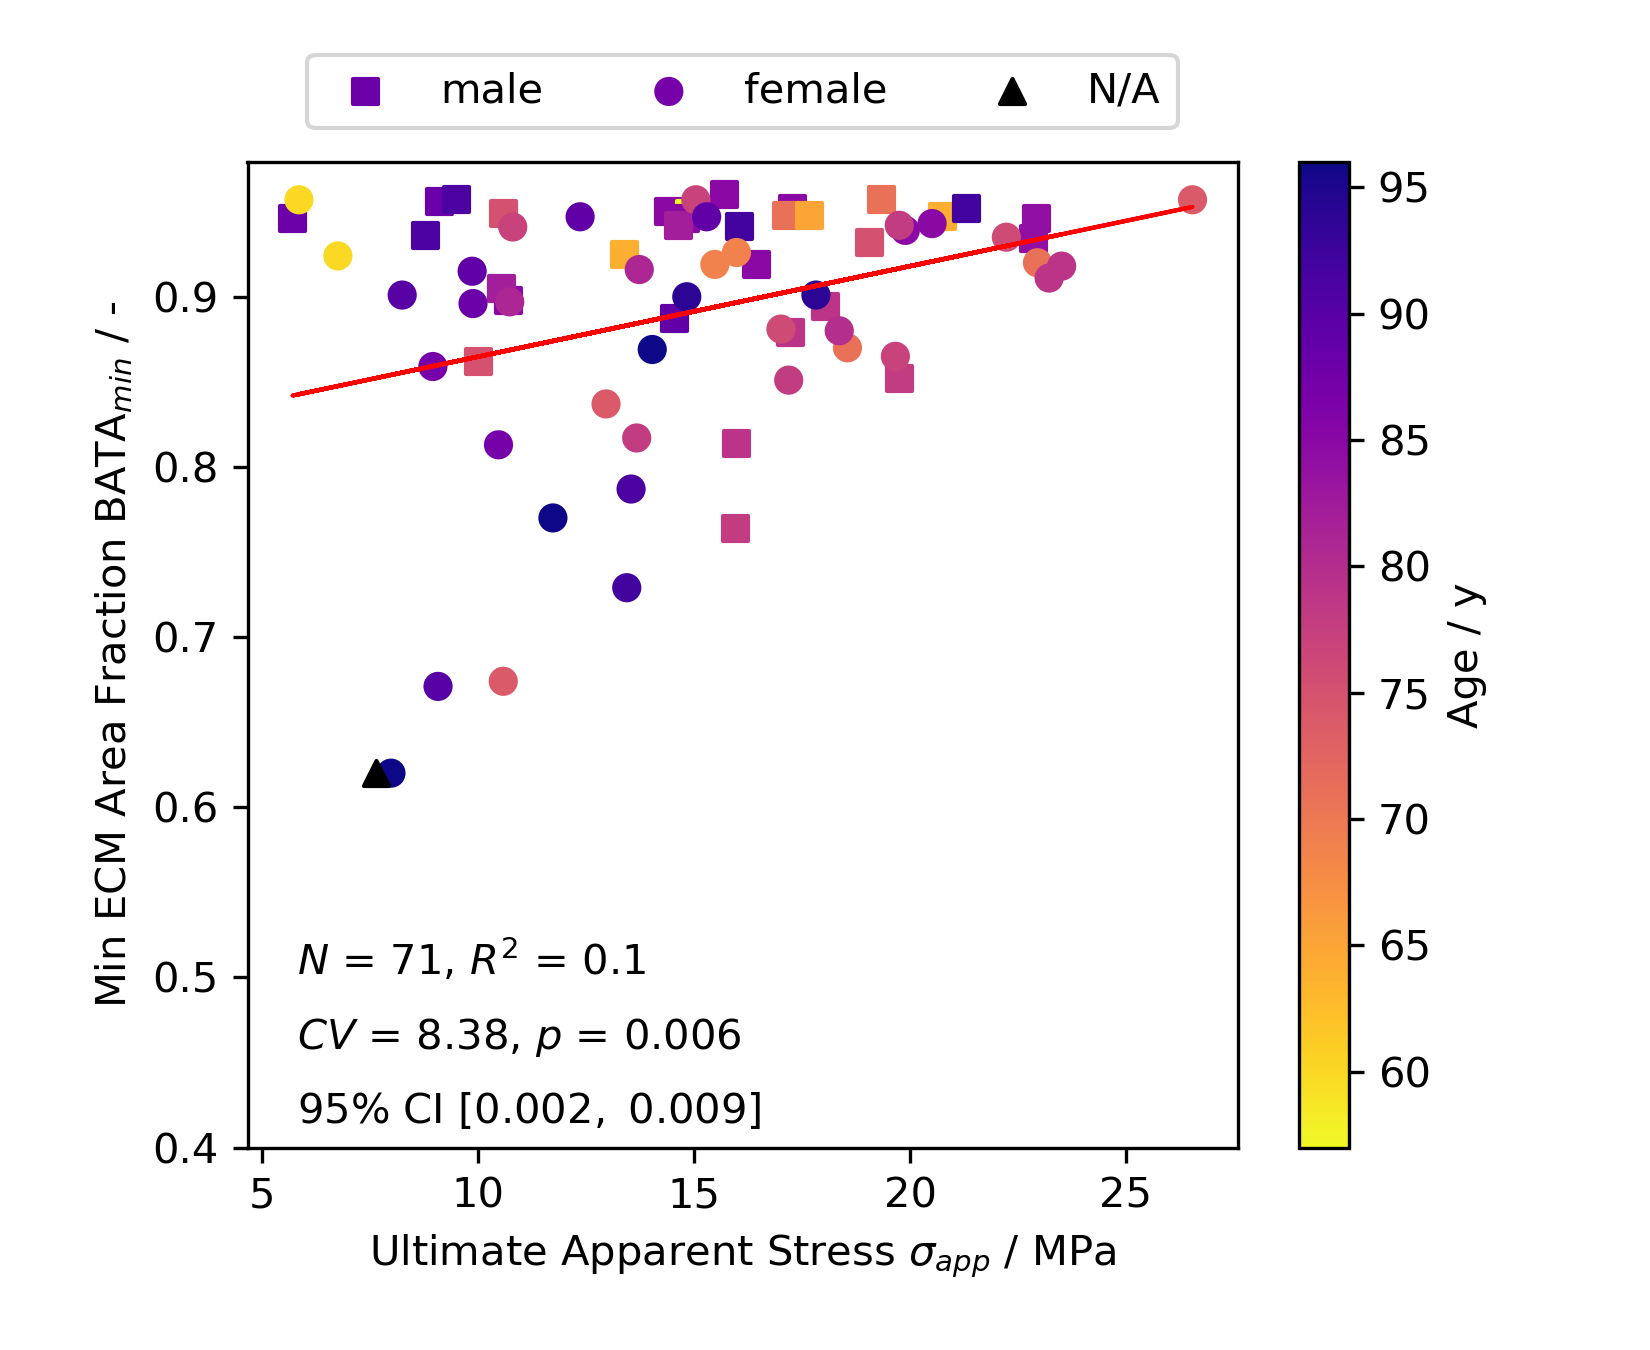 male female N/A
Min ECM Area Fraction BATA_min / -
0.9
0.8
0.7
0.6
0.5
0.4
N = 71, R² = 0.1
CV = 8.38, p = 0.006
95% CI [0.002, 0.009]
5 10 15 20 25
Ultimate Apparent Stress σ_app / MPa
95
90
85
80
75
70
65
60
Age / y